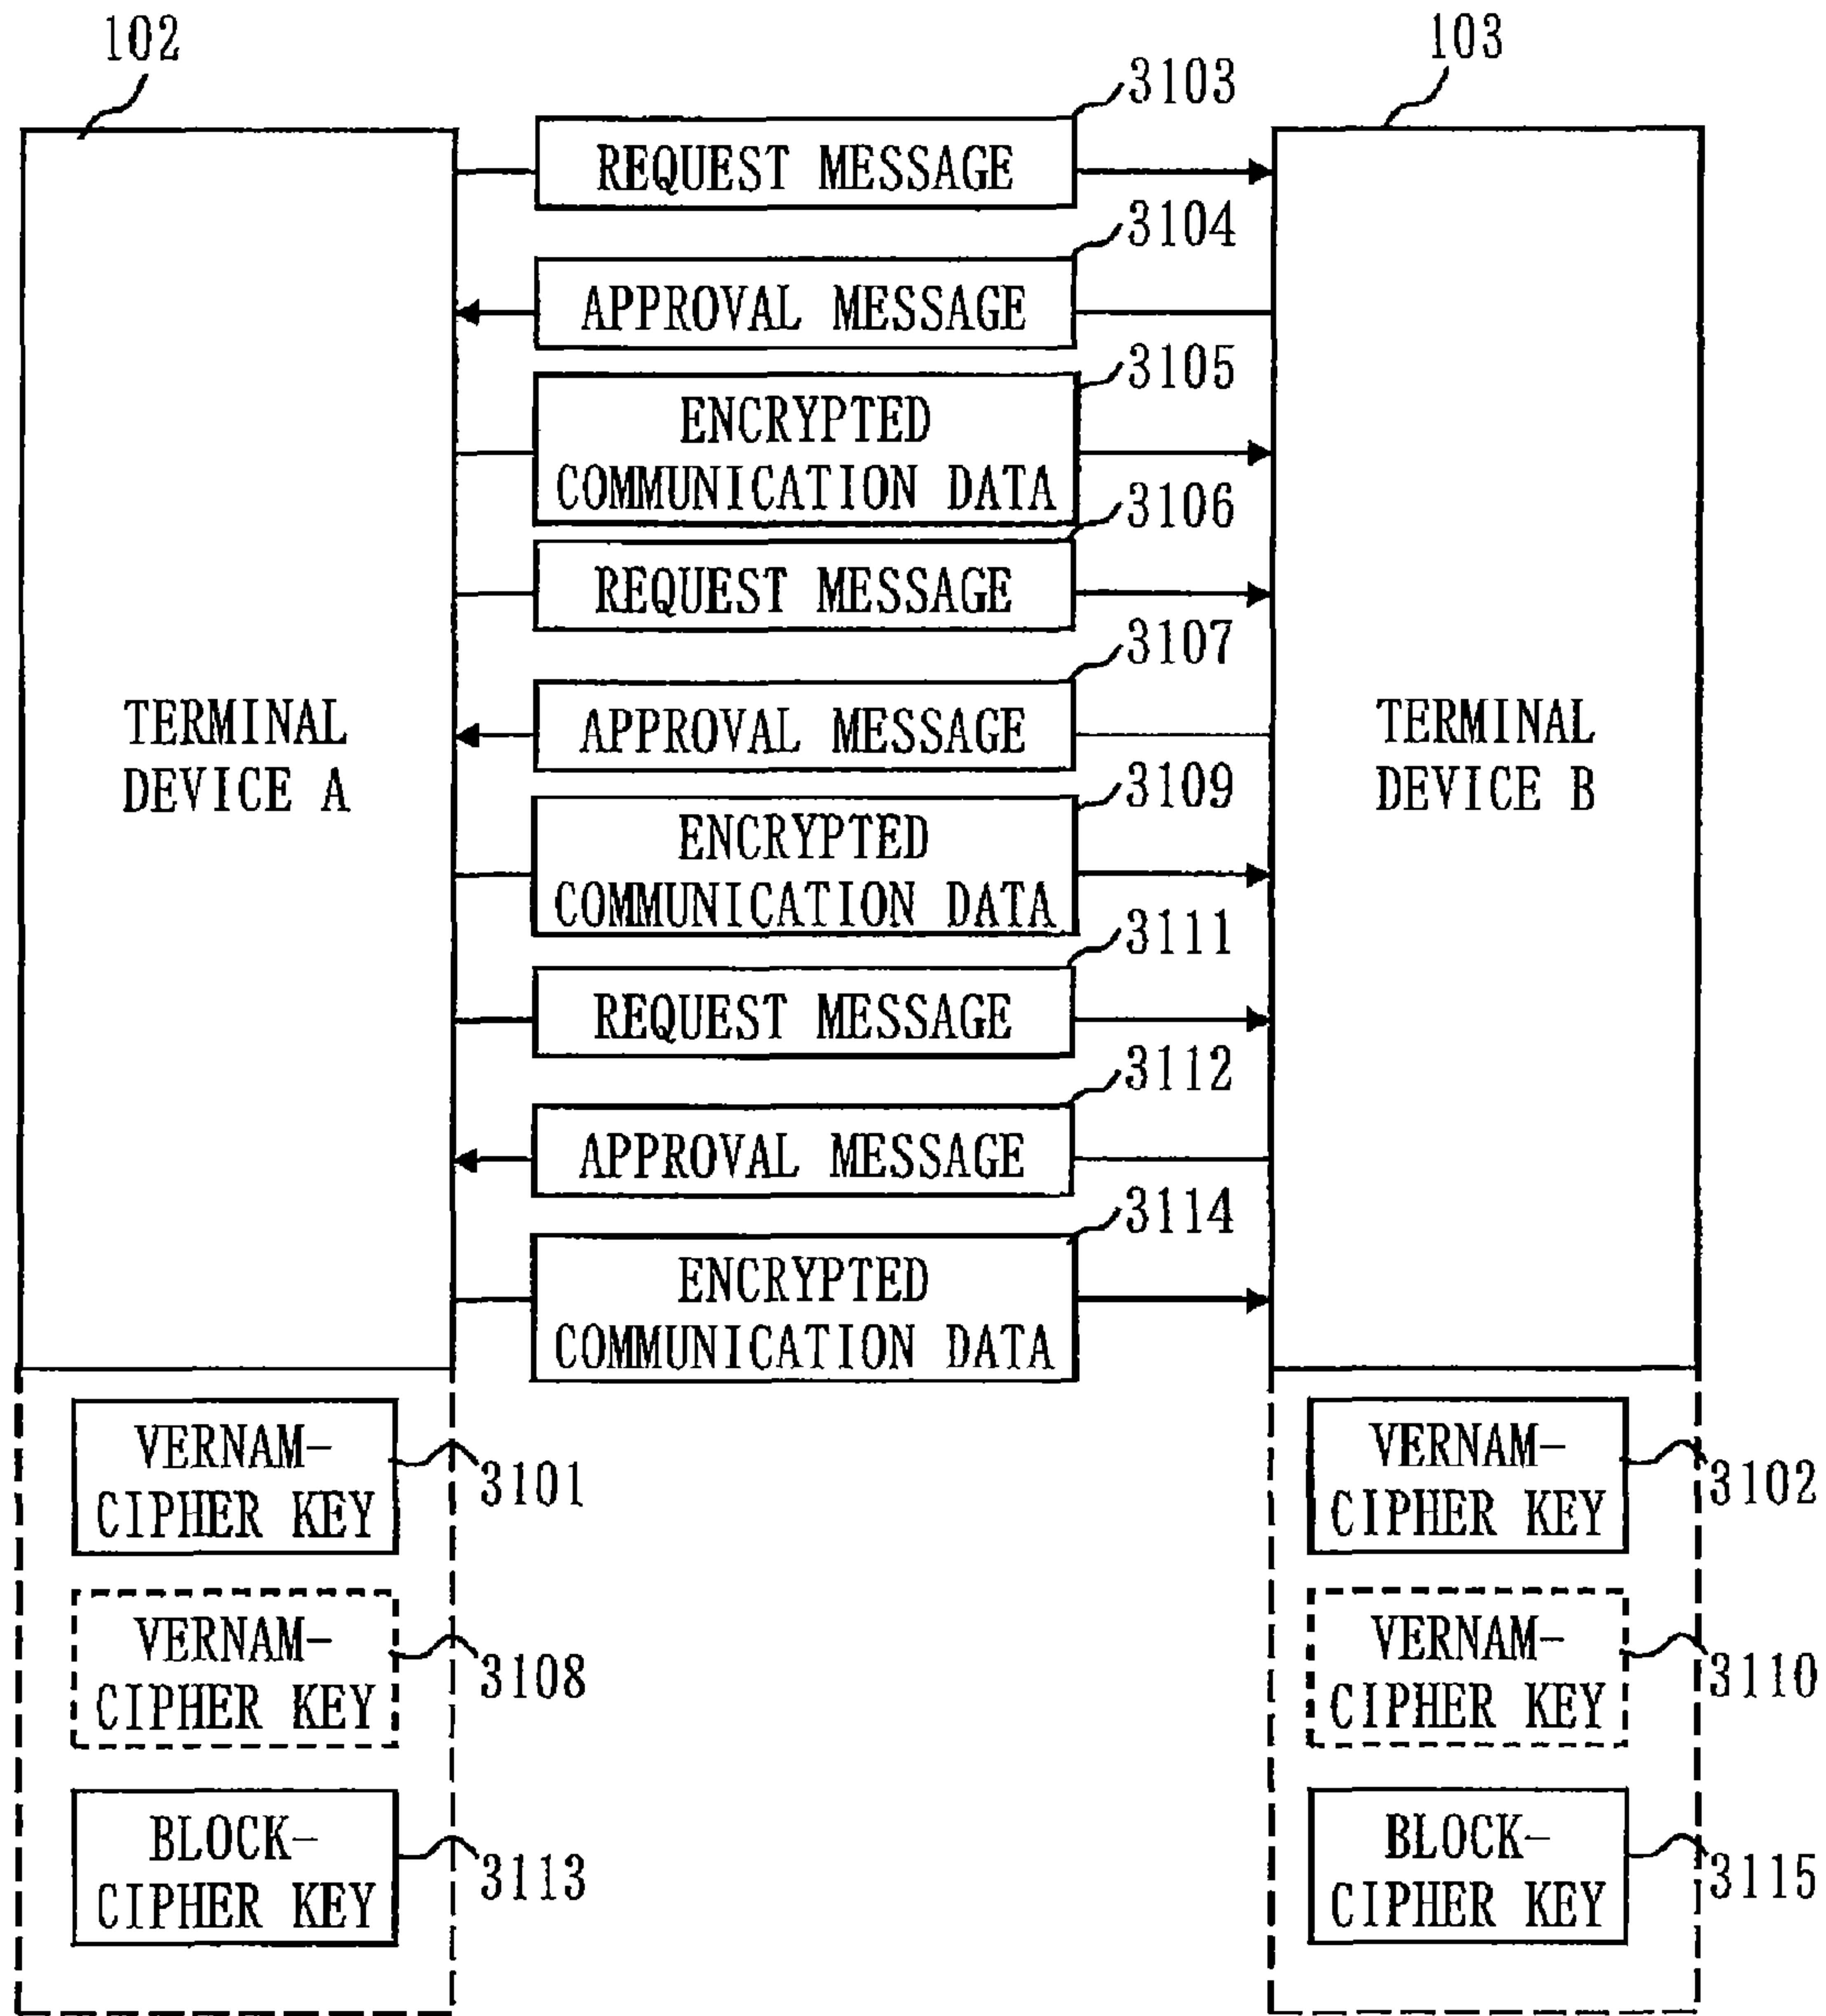 102
103
3103
REQUEST MESSAGE
3104
APPROVAL MESSAGE
3105
ENCRYPTED
COMMUNICATION DATA
3106
REQUEST MESSAGE
3107
APPROVAL MESSAGE
TERMINAL
DEVICE A
TERMINAL
DEVICE B
3109
ENCRYPTED
COMMUNICATION DATA
3111
REQUEST MESSAGE
3112
APPROVAL MESSAGE
3114
ENCRYPTED
COMMUNICATION DATA
VERNAM-
CIPHER KEY
3101
VERNAM-
CIPHER KEY
3102
VERNAM-
CIPHER KEY
3108
VERNAM-
CIPHER KEY
3110
BLOCK-
CIPHER KEY
3113
BLOCK-
CIPHER KEY
3115